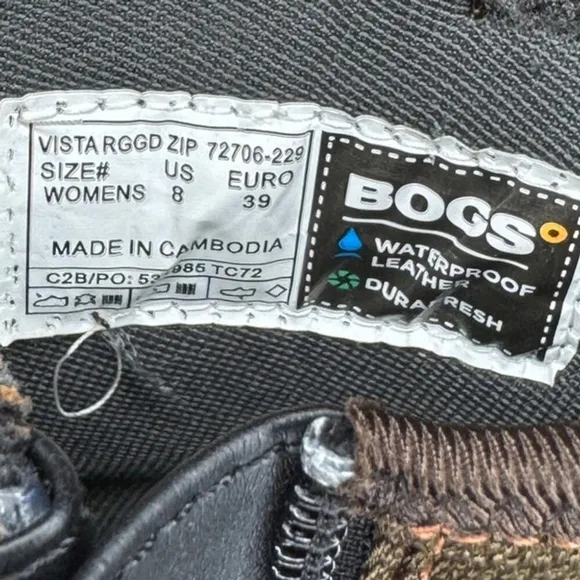 VISTA RGGD ZIP 72706-229
SIZE# US EURO
WOMENS 8 39
MADE IN CAMBODIA
C2B/PO: TC72
BOGS
WATERPROOF
LEATHER
DURAFRESH